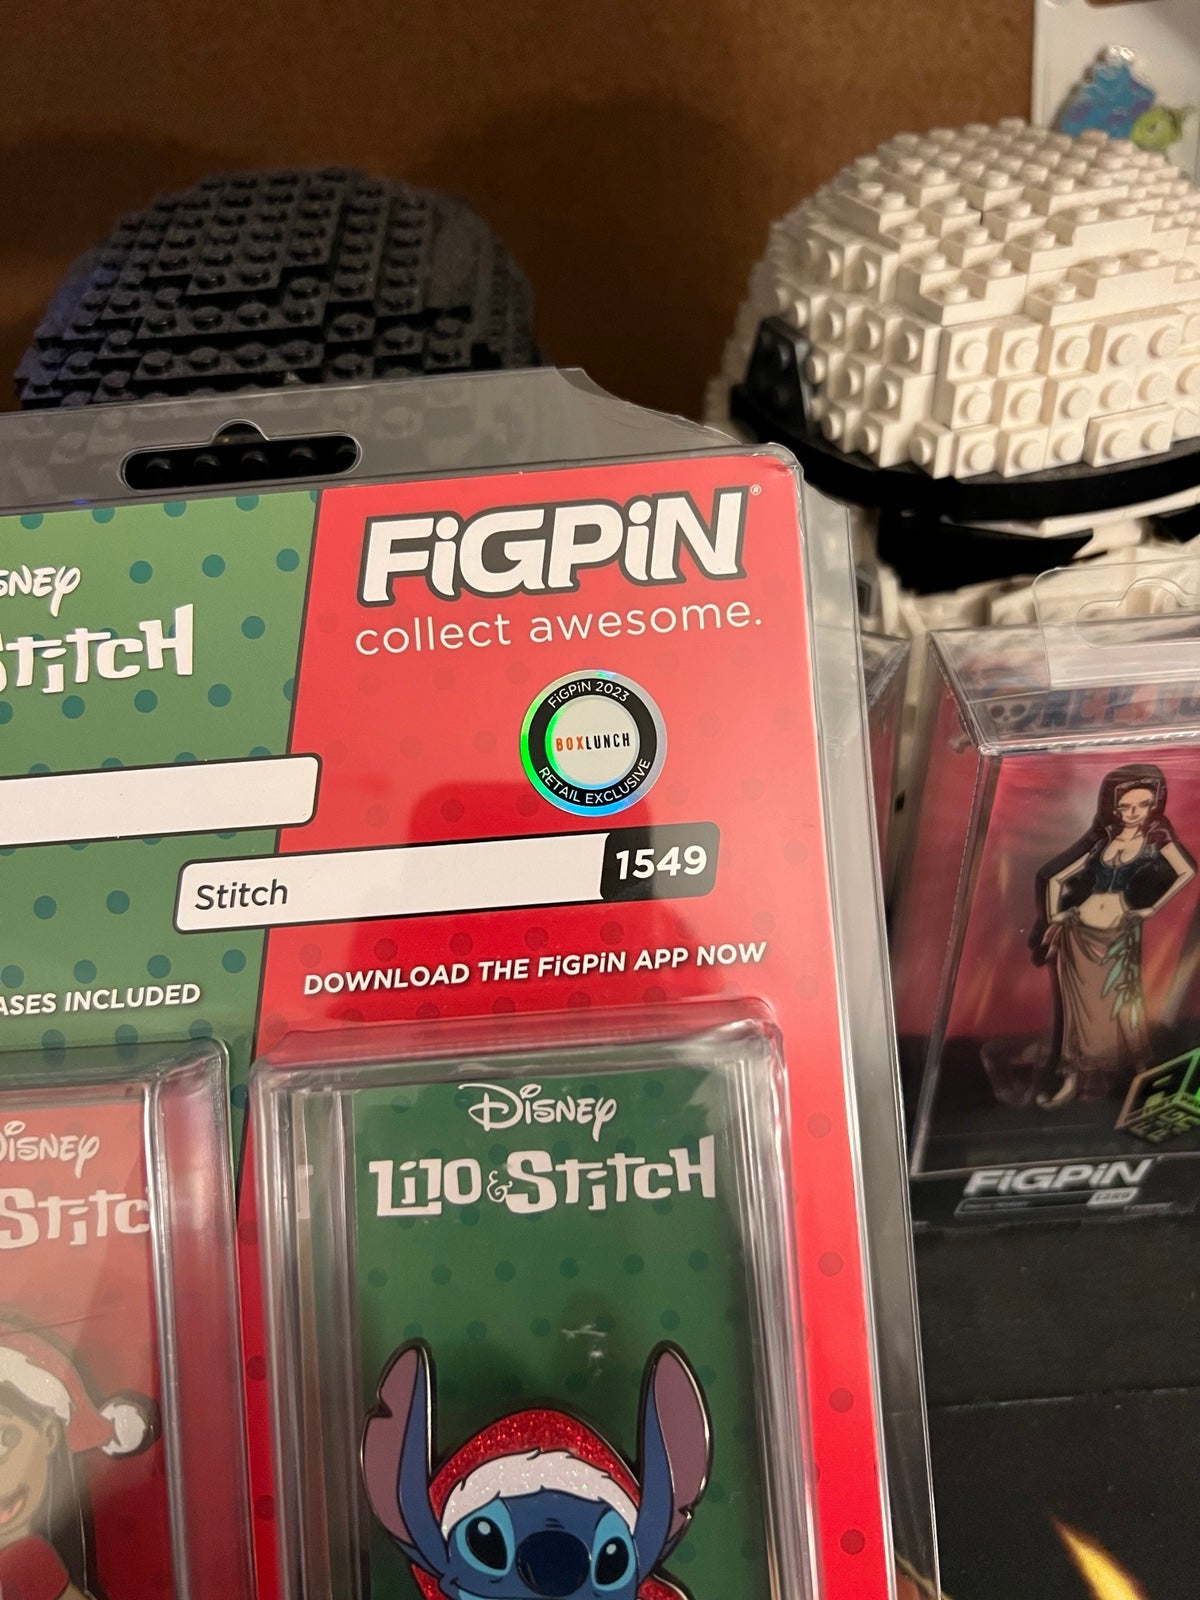 FiGPiN®
collect awesome.
STitCH
FiGPiN 2023
BOXLUNCH
RETAIL EXCLUSIVE
Stitch
1549
DOWNLOAD THE FiGPiN APP NOW
INCLUDED
DiSNEY
LiLO & STitCH
DiSNEY
FiGPiN